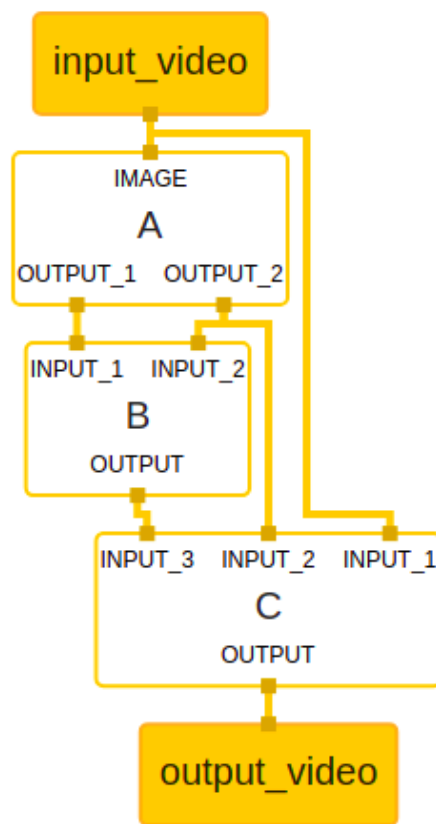 input_video
IMAGE
A
OUTPUT_1 OUTPUT_2
INPUT_1 INPUT_2
B
OUTPUT
INPUT_3 INPUT_2 INPUT_1
C
OUTPUT
output_video